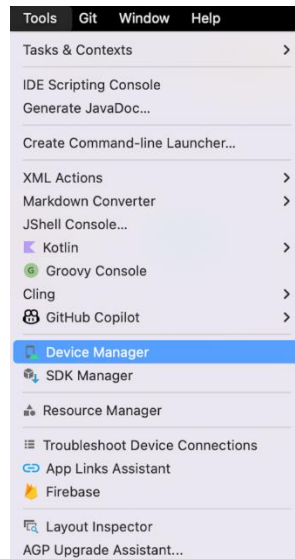 Tools Git Window Help
Tasks & Contexts
IDE Scripting Console
Generate JavaDoc...
Create Command-line Launcher...
XML Actions
Markdown Converter
JShell Console...
Kotlin
Groovy Console
Cling
GitHub Copilot
Device Manager
SDK Manager
Resource Manager
Troubleshoot Device Connections
App Links Assistant
Firebase
Layout Inspector
AGP Upgrade Assistant...